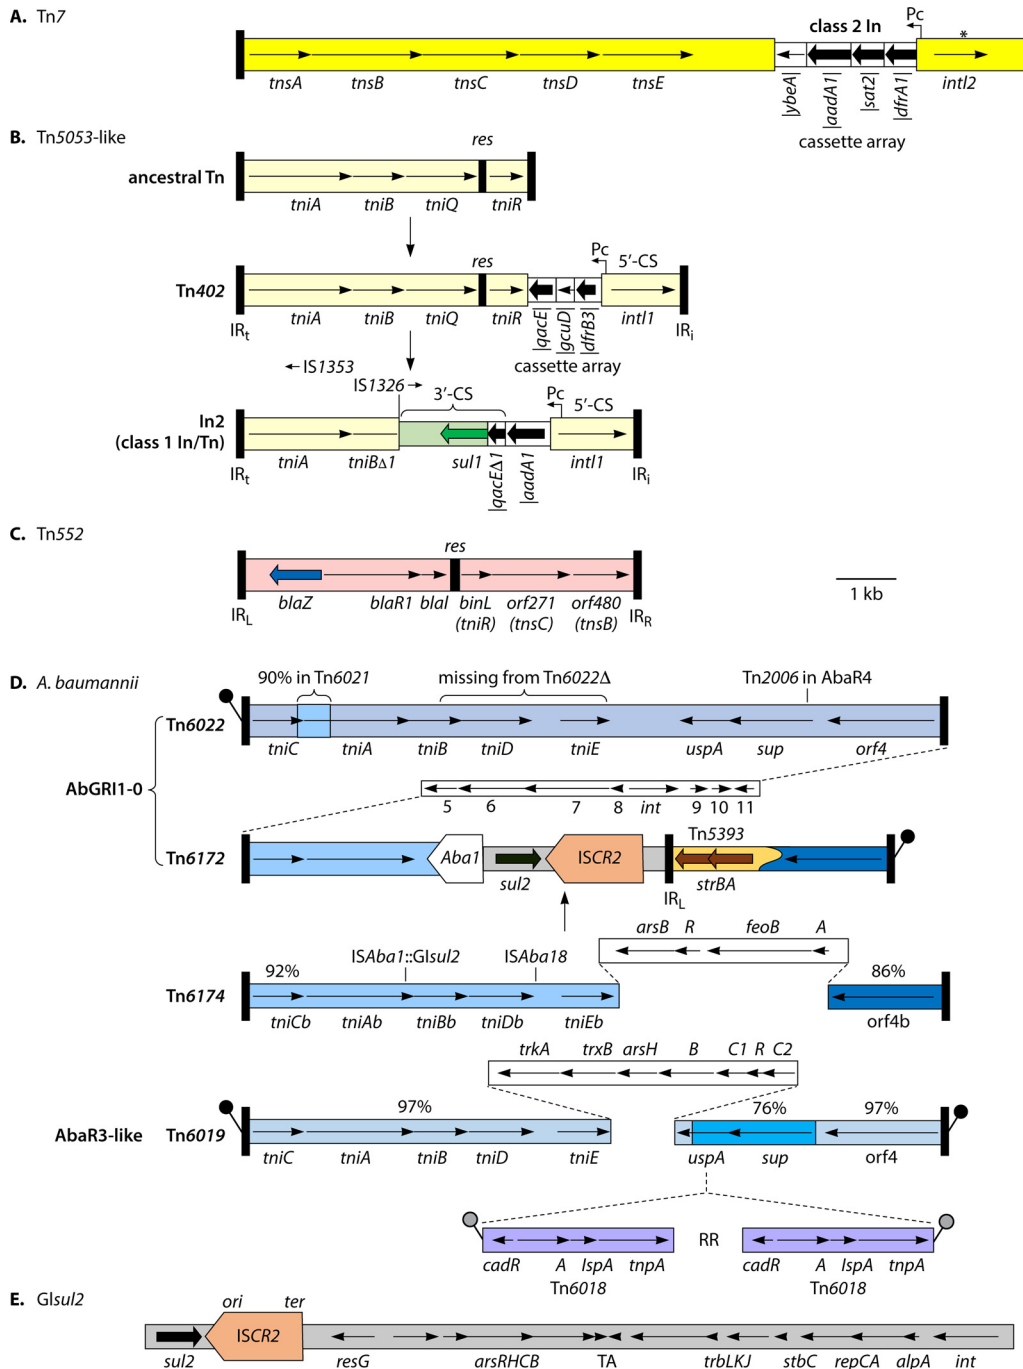 A. Tn7
class 2 In
Pc
*
tnsA tnsB tnsC tnsD tnsE |ybeA| |aadA1| |sat2| |dfrA1| intI2
cassette array
B. Tn5053-like
res
ancestral Tn
tniA tniB tniQ tniR
res Pc 5′-CS
Tn402
IRt tniA tniB tniQ tniR |qacE| |gcuD| |dfrB3| intI1 IRi
cassette array
IS1353
IS1326
3′-CS Pc 5′-CS
In2
(class 1 In/Tn)
IRt tniA tniBΔ1 sul1 |qacEΔ1| |aadA1| intI1 IRi
C. Tn552
res
IRL blaZ blaR1 blaI binL orf271 orf480 IRR
(tniR) (tnsC) (tnsB)
1 kb
D. A. baumannii
90% in Tn6021 missing from Tn6022Δ Tn2006 in AbaR4
Tn6022
tniC tniA tniB tniD tniE uspA sup orf4
AbGRI1-0
5 6 7 8 int 9 10 11
Tn5393
Tn6172
Aba1 ISCR2
sul2 strBA
IRL
arsB R feoB A
ISAba1::GIsul2 ISAba18
92% 86%
Tn6174
tniCb tniAb tniBb tniDb tniEb orf4b
trkA trxB arsH B C1 R C2
97% 76% 97%
AbaR3-like Tn6019
tniC tniA tniB tniD tniE uspA sup orf4
RR
cadR A lspA tnpA cadR A lspA tnpA
Tn6018 Tn6018
E. GIsul2
ori ter
ISCR2
sul2 resG arsRHCB TA trbLKJ stbC repCA alpA int